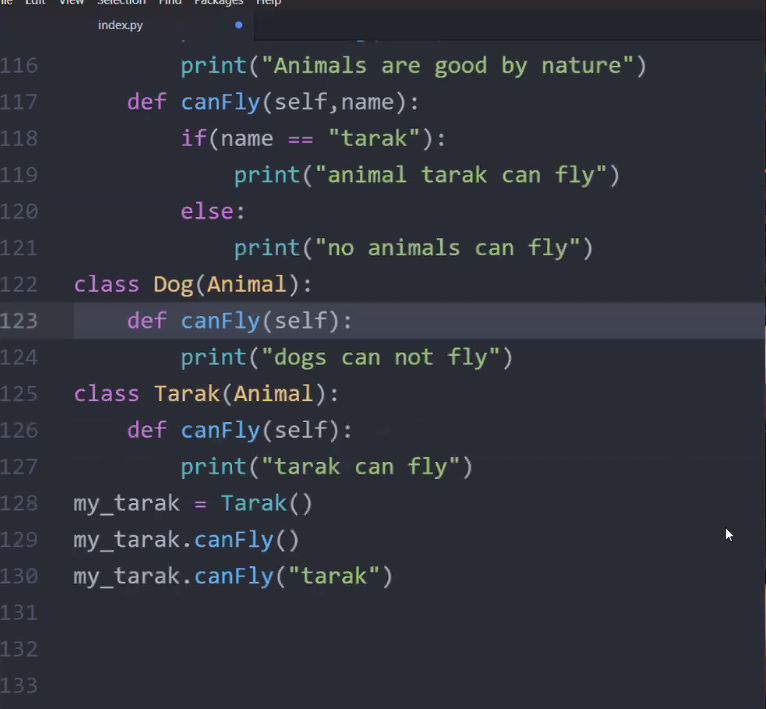 File Edit View Selection Find Packages Help
index.py
116 print("Animals are good by nature")
117 def canFly(self,name):
118 if(name == "tarak"):
119 print("animal tarak can fly")
120 else:
121 print("no animals can fly")
122 class Dog(Animal):
123 def canFly(self):
124 print("dogs can not fly")
125 class Tarak(Animal):
126 def canFly(self):
127 print("tarak can fly")
128 my_tarak = Tarak()
129 my_tarak.canFly()
130 my_tarak.canFly("tarak")
131
132
133